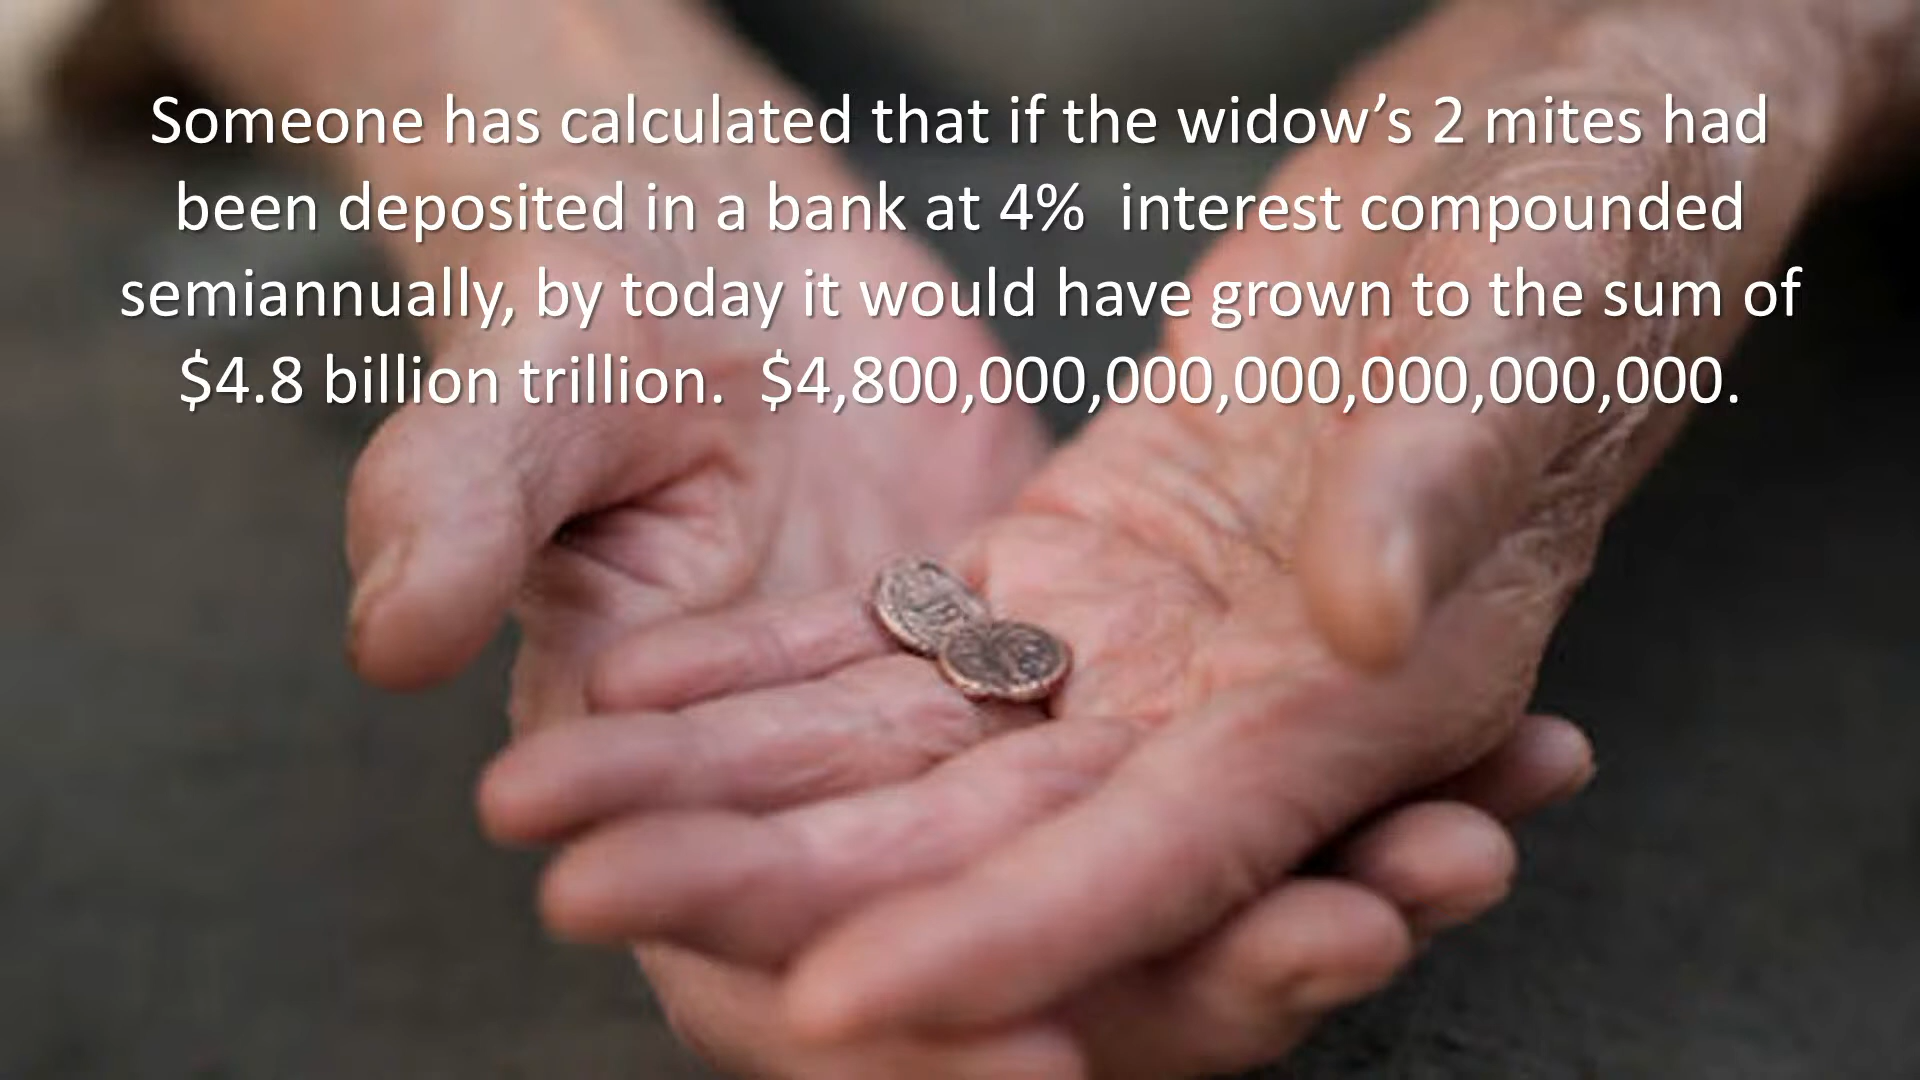 Someone has calculated that if the widow’s 2 mites had
been deposited in a bank at 4%  interest compounded
semiannually, by today it would have grown to the sum of
$4.8 billion trillion.  $4,800,000,000,000,000,000,000.